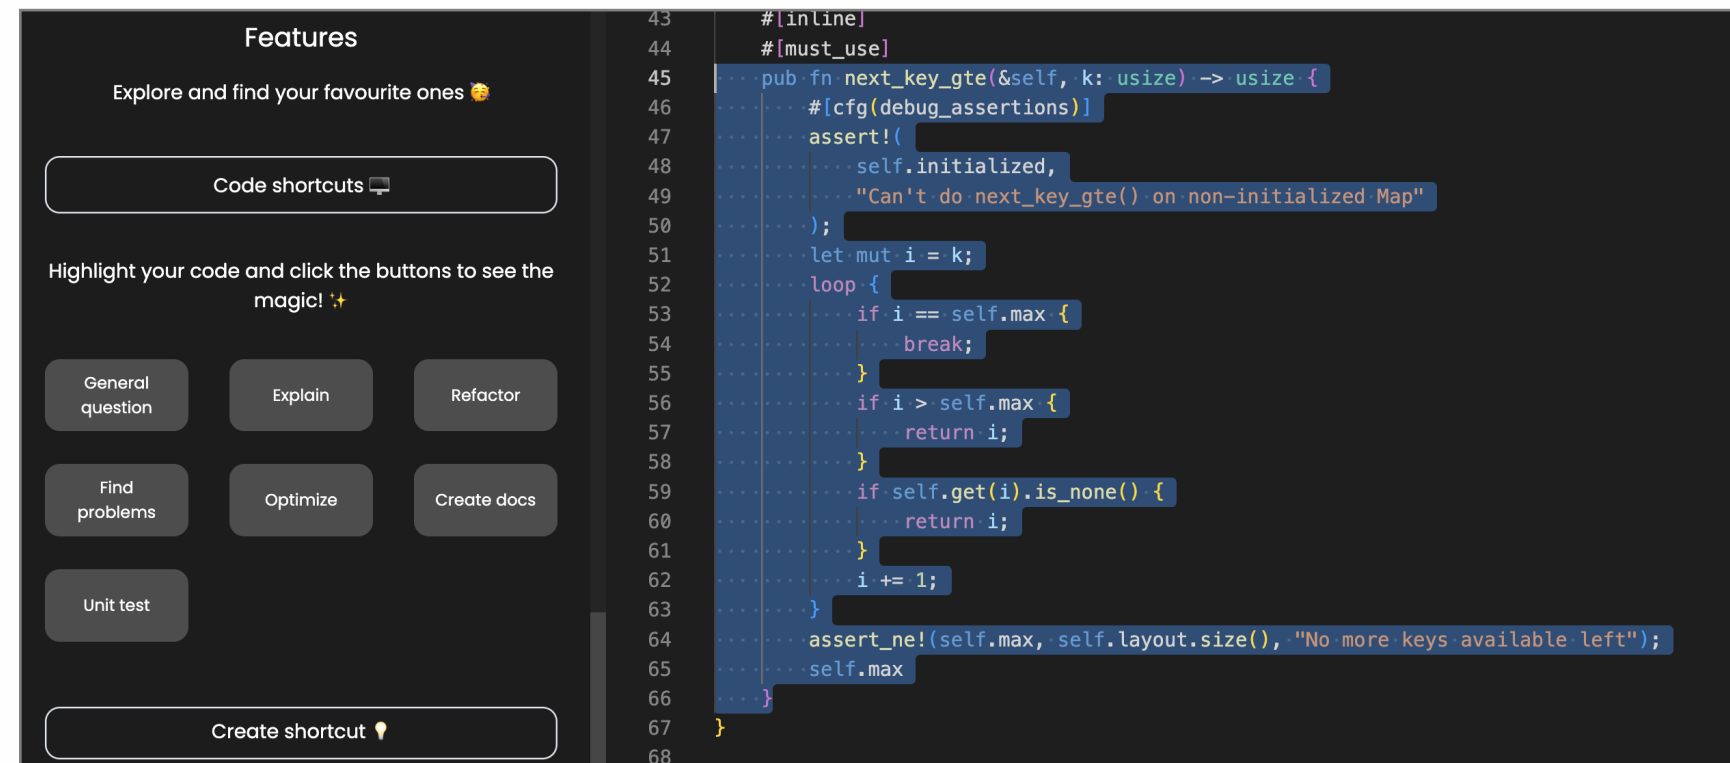 Features
Explore and find your favourite ones 🥳
Code shortcuts 🖥️
Highlight your code and click the buttons to see the
magic! ✨
General
question
Explain
Refactor
Find
problems
Optimize
Create docs
Unit test
Create shortcut 💡
43     #[inline]
44     #[must_use]
45     pub fn next_key_gte(&self, k: usize) -> usize {
46         #[cfg(debug_assertions)]
47         assert!(
48             self.initialized,
49             "Can't do next_key_gte() on non-initialized Map"
50         );
51         let mut i = k;
52         loop {
53             if i == self.max {
54                 break;
55             }
56             if i > self.max {
57                 return i;
58             }
59             if self.get(i).is_none() {
60                 return i;
61             }
62             i += 1;
63         }
64         assert_ne!(self.max, self.layout.size(), "No more keys available left");
65         self.max
66     }
67 }
68